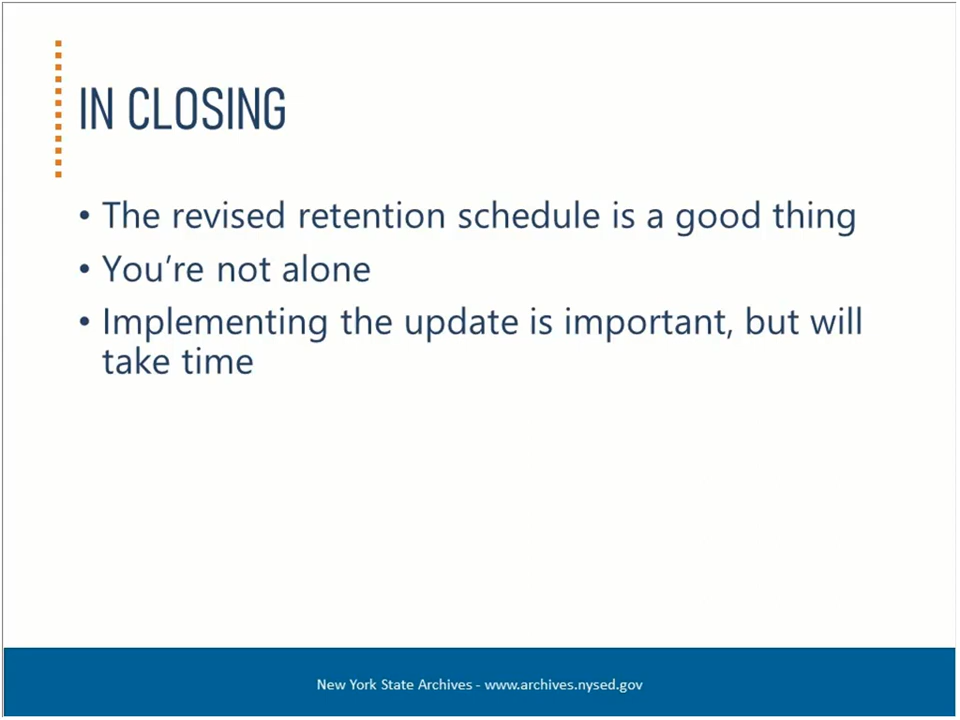 IN CLOSING
• The revised retention schedule is a good thing
• You're not alone
• Implementing the update is important, but will
take time
New York State Archives - www.archives.nysed.gov